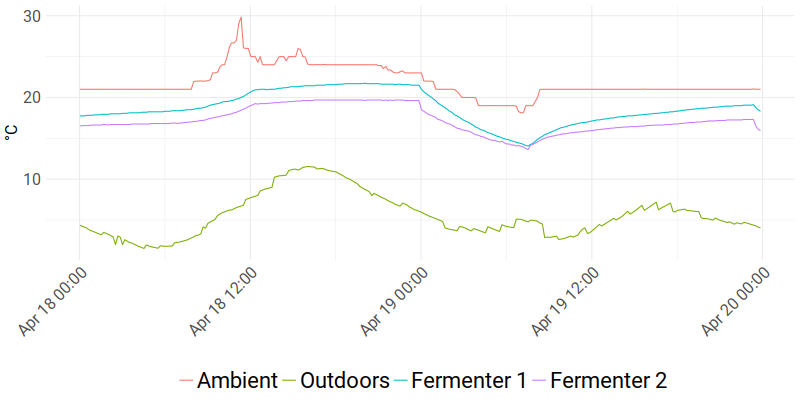 30
20
10
°C
Apr 18 00:00
Apr 18 12:00
Apr 19 00:00
Apr 19 12:00
Apr 20 00:00
Ambient Outdoors Fermenter 1 Fermenter 2